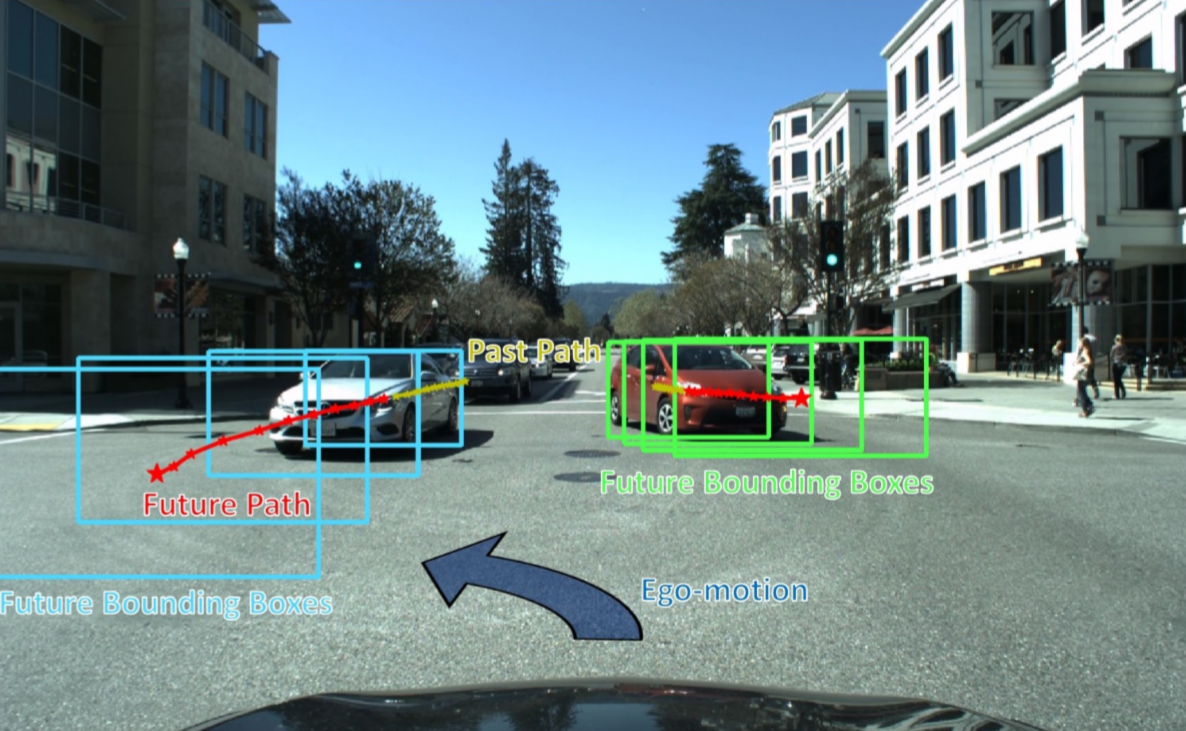 Past Path
Future Bounding Boxes
Future Path
Ego-motion
Future Bounding Boxes